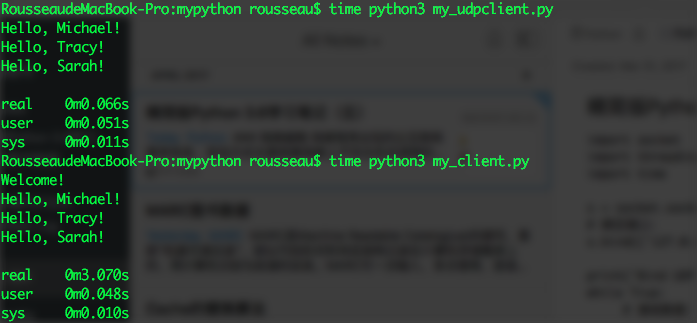 RousseaudeMacBook-Pro:mypython rousseau$ time python3 my_udpclient.py
Hello, Michael!
Hello, Tracy!
Hello, Sarah!
real 0m0.066s
user 0m0.051s
sys 0m0.011s
RousseaudeMacBook-Pro:mypython rousseau$ time python3 my_client.py
Welcome!
Hello, Michael!
Hello, Tracy!
Hello, Sarah!
real 0m3.070s
user 0m0.048s
sys 0m0.010s